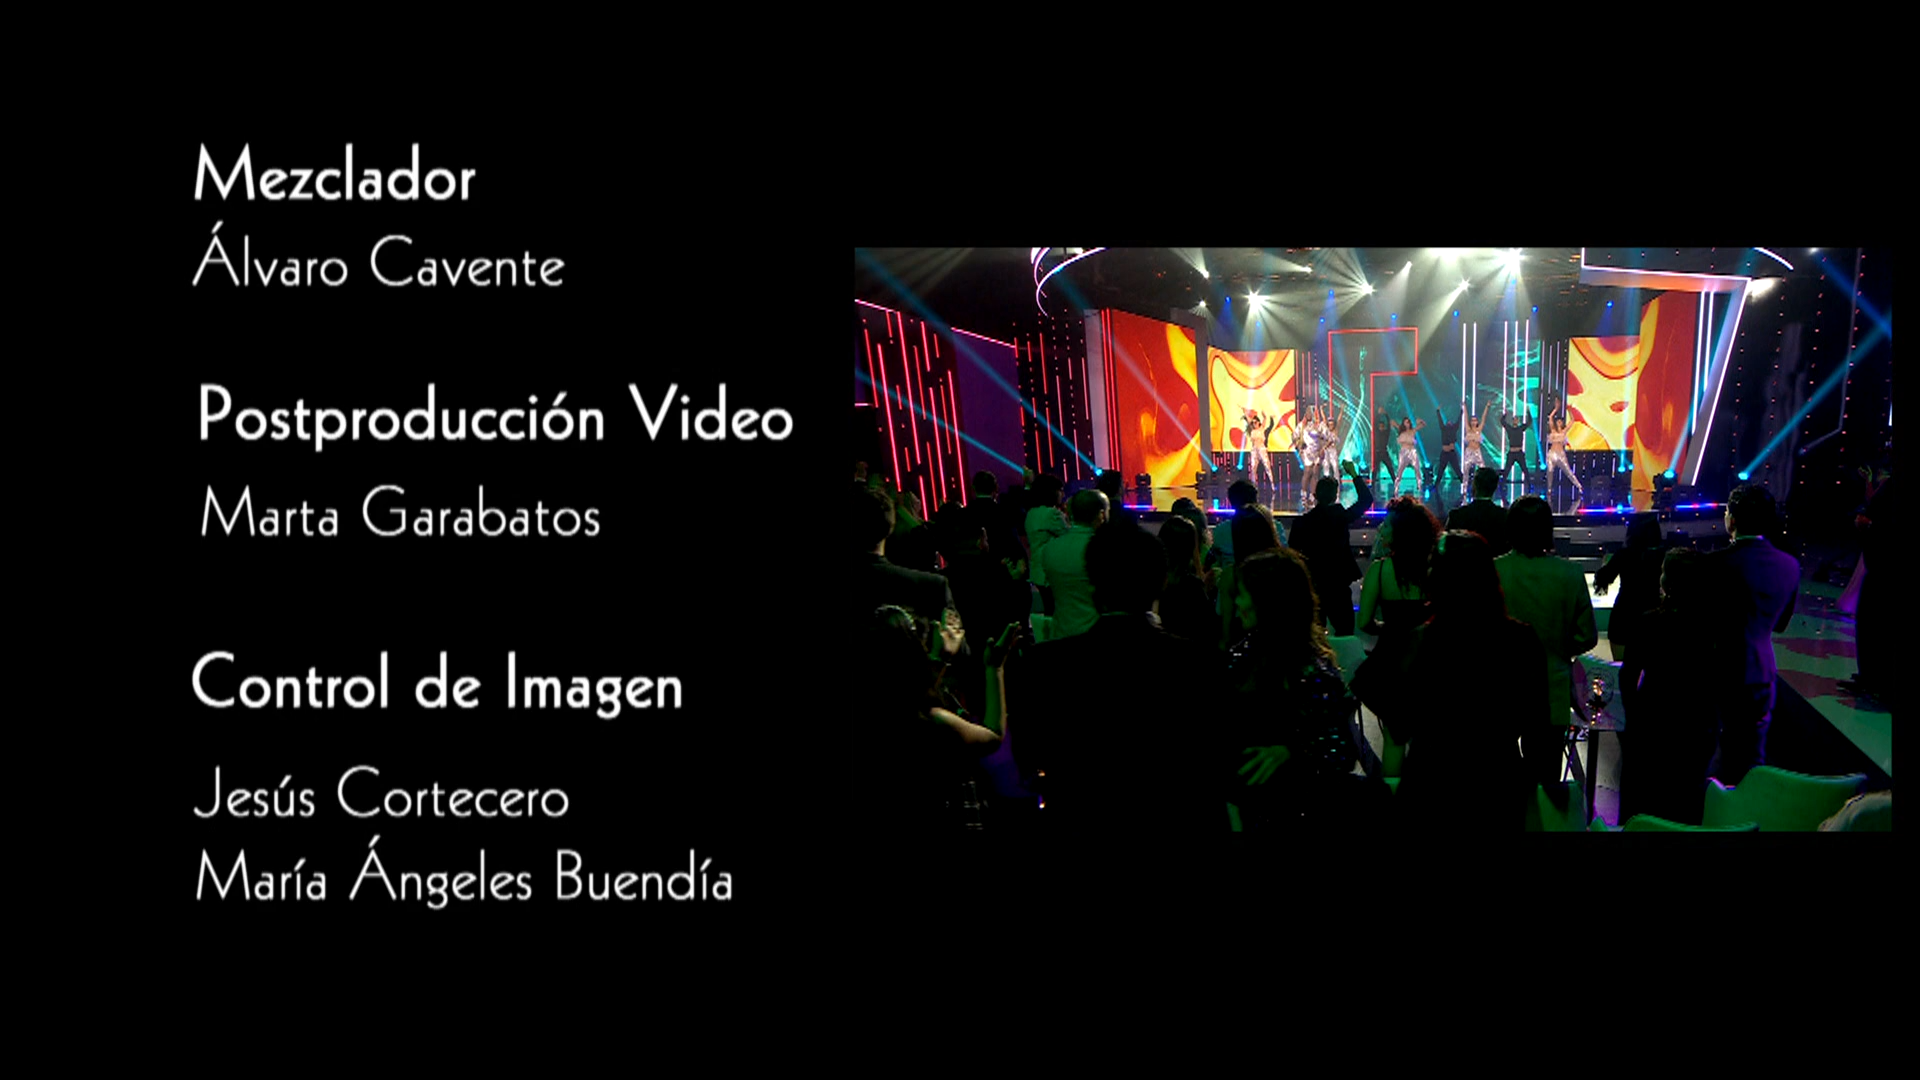 Mezclador
Álvaro Cavente
Postproducción Video
Marta Garabatos
Control de Imagen
Jesús Cortecero
María Ángeles Buendía